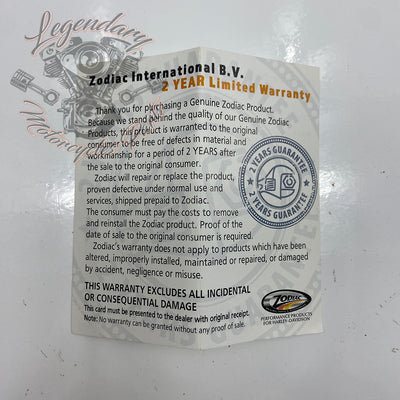 Legendary
Motorcycle
Zodiac International B.V.
2 YEAR Limited Warranty
Thank you for purchasing a Genuine Zodiac Product.
Because we stand behind the quality of our Genuine Zodiac
Products, this product is warranted to the original
consumer to be free of defects in material and
workmanship for a period of 2 YEARS after
the sale to the original consumer.
Zodiac will repair or replace the product,
proven defective under normal use and
services, shipped prepaid to Zodiac.
The consumer must pay the costs to remove
and reinstall the Zodiac product. Proof of the
date of sale to the original consumer is required.
Zodiac's warranty does not apply to products which have been
altered, improperly installed, maintained or repaired, or damaged
by accident, negligence or misuse.
2 YEARS GUARANTEE
2 YEARS GUARANTEE
THIS WARRANTY EXCLUDES ALL INCIDENTAL
OR CONSEQUENTIAL DAMAGE
This card must be presented to the dealer with original receipt.
Note: No warranty can be granted without any proof of sale.
ZODIAC
PERFORMANCE PRODUCTS
FOR HARLEY-DAVIDSON